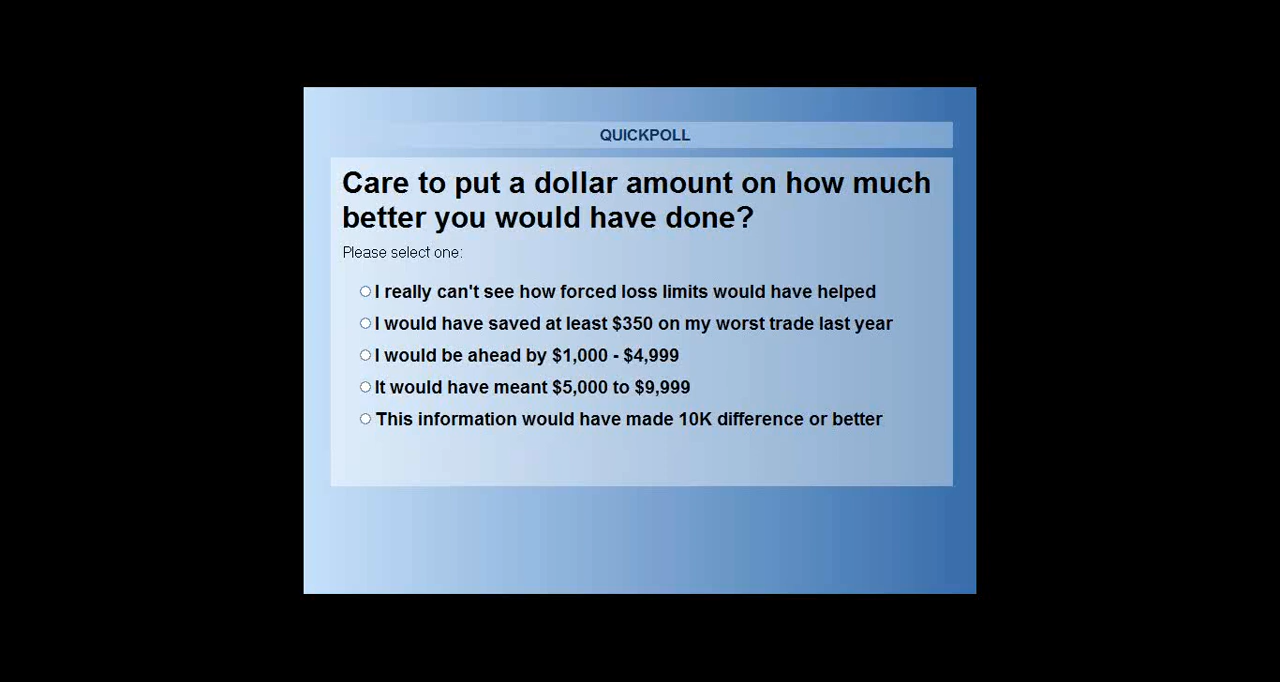 QUICKPOLL
Care to put a dollar amount on how much
better you would have done?
Please select one:
I really can't see how forced loss limits would have helped
I would have saved at least $350 on my worst trade last year
I would be ahead by $1,000 - $4,999
It would have meant $5,000 to $9,999
This information would have made 10K difference or better